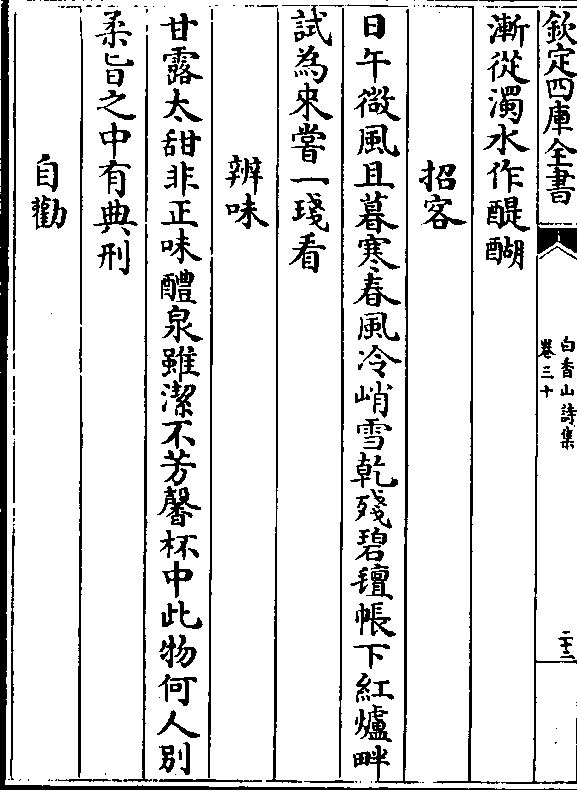 欽定四庫全書
白香山詩集
卷三十
二十二
漸從濁水作醍醐
招客
日午微風且暮寒春風冷峭雪乾殘碧氊帳下紅爐畔
試為來嘗一琖看
辨味
甘露太甜非正味醴泉雖潔不芳馨杯中此物何人別
柔旨之中有典刑
自勸